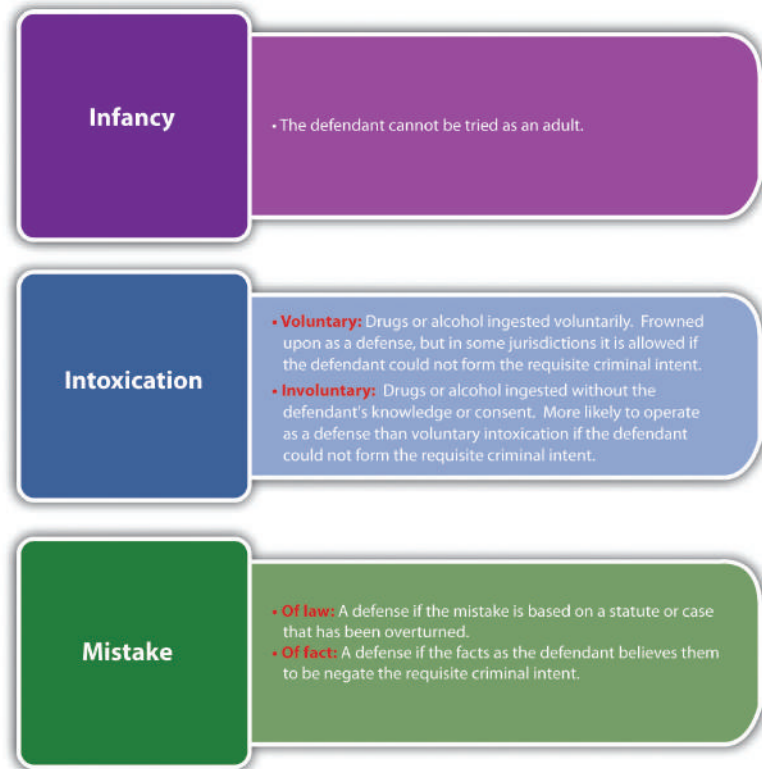 Infancy
• The defendant cannot be tried as an adult.
Intoxication
• Voluntary: Drugs or alcohol ingested voluntarily. Frowned
upon as a defense, but in some jurisdictions it is allowed if
the defendant could not form the requisite criminal intent.
• Involuntary: Drugs or alcohol ingested without the
defendant's knowledge or consent. More likely to operate
as a defense than voluntary intoxication if the defendant
could not form the requisite criminal intent.
Mistake
• Of law: A defense if the mistake is based on a statute or case
that has been overturned.
• Of fact: A defense if the facts as the defendant believes them
to be negate the requisite criminal intent.